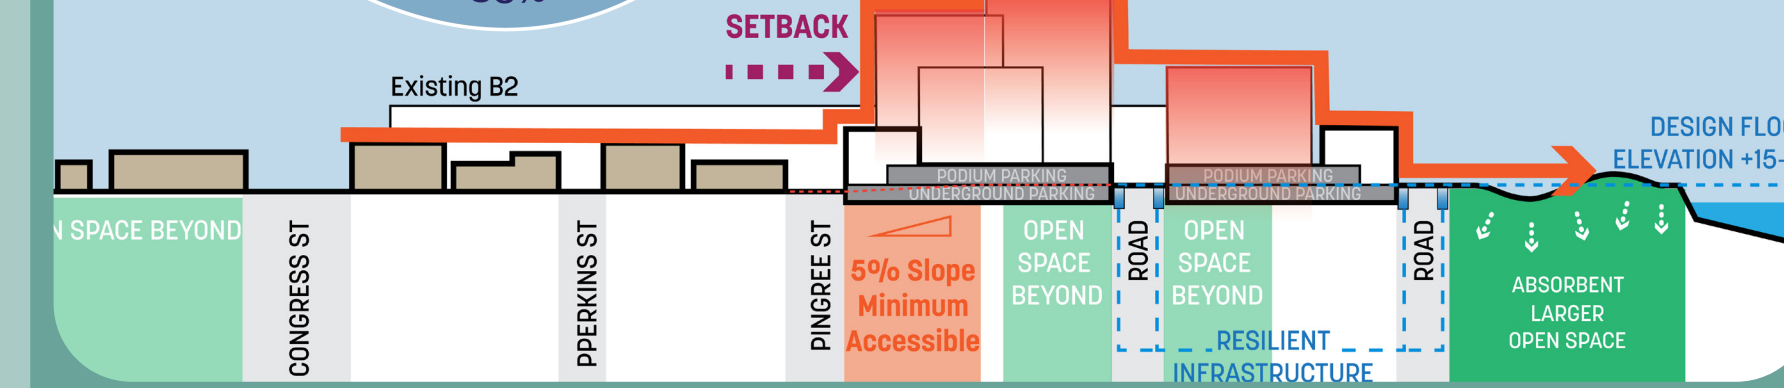 SETBACK
Existing B2
DESIGN
ELEVATION +15-
PODIUM PARKING
UNDERGROUND PARKING
PODIUM PARKING
UNDERGROUND PARKING
SPACE BEYOND
CONGRESS ST
PPERKINS ST
PINGREE ST
5% Slope
Minimum
Accessible
OPEN
SPACE
BEYOND
ROAD
OPEN
SPACE
BEYOND
ROAD
RESILIENT
INFRASTRUCTURE
ABSORBENT
LARGER
OPEN SPACE